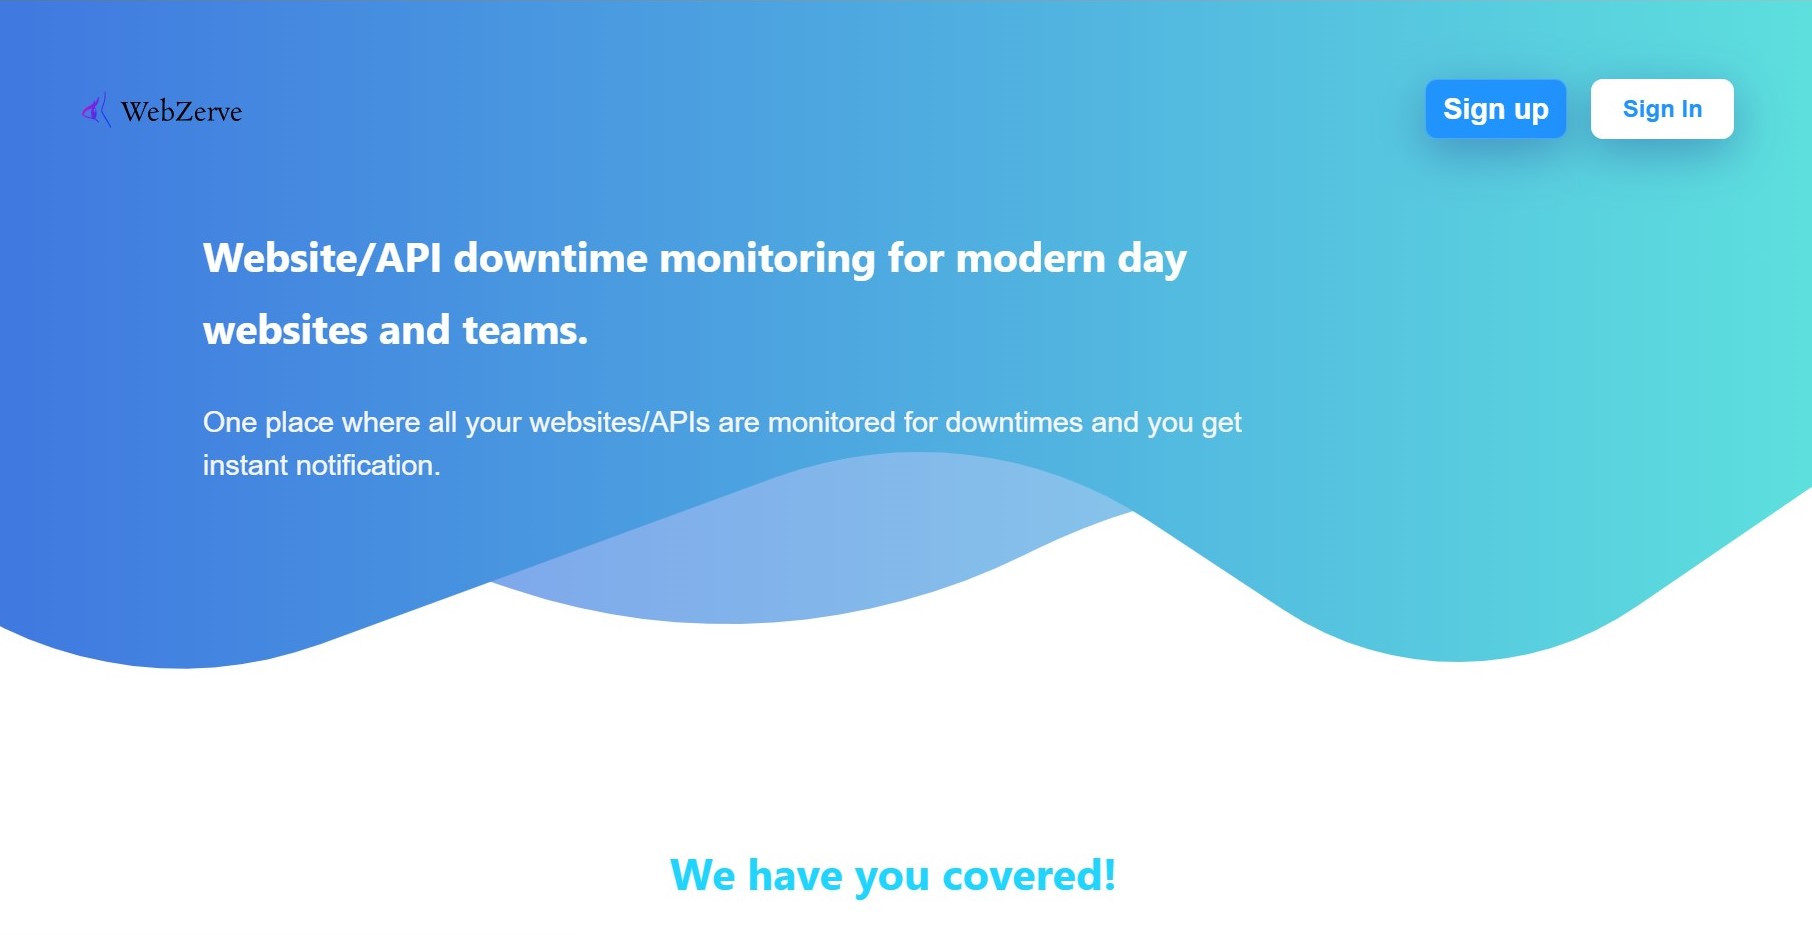 WebZerve
Sign up
Sign In
Website/API downtime monitoring for modern day
websites and teams.
One place where all your websites/APIs are monitored for downtimes and you get
instant notification.
We have you covered!